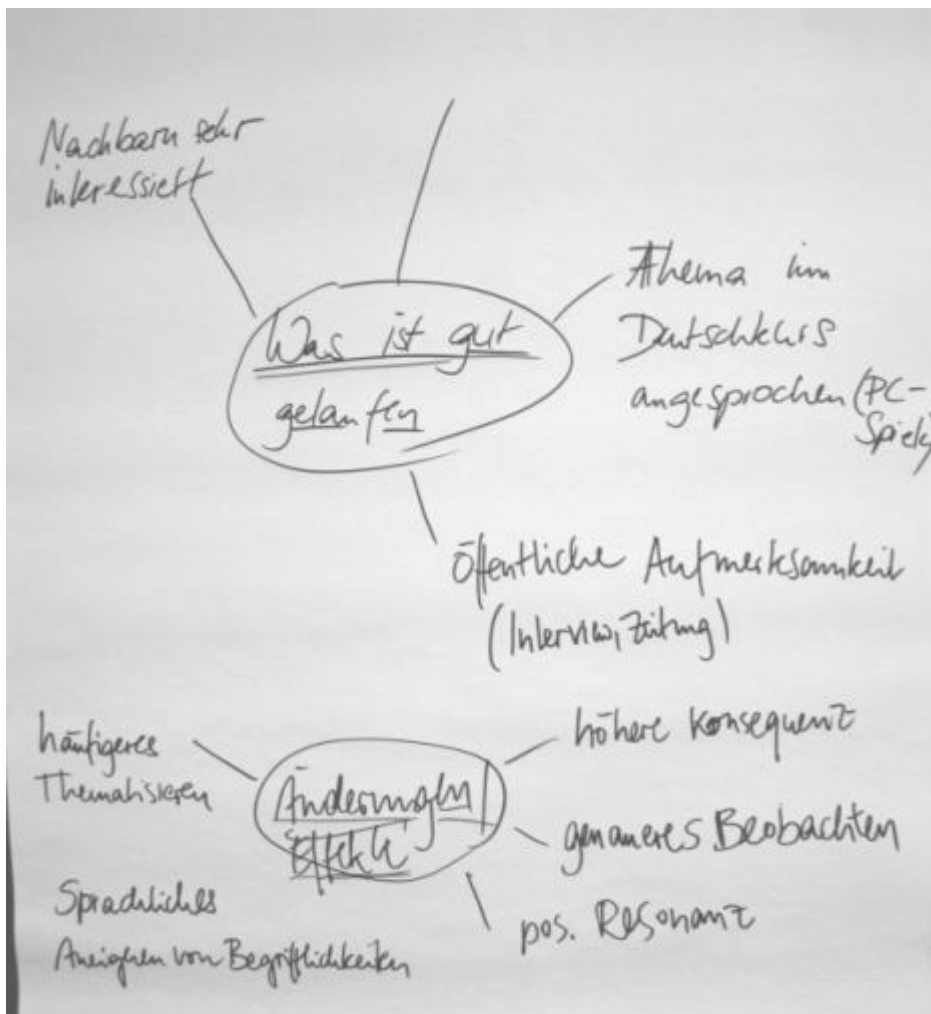 Nachbarn sehr
interessiert
Was ist gut
gelaufen
Thema im
Deutschkurs
angesprochen (PC-
Spiele)
Öffentliche Aufmerksamkeit
(Interview, Zeitung)
häufigeres
Thematisieren
Änderungen/
Effekte
höhere Konsequenz
genaueres Beobachten
pos. Resonanz
Sprachliches
Aneignen von Begrifflichkeiten